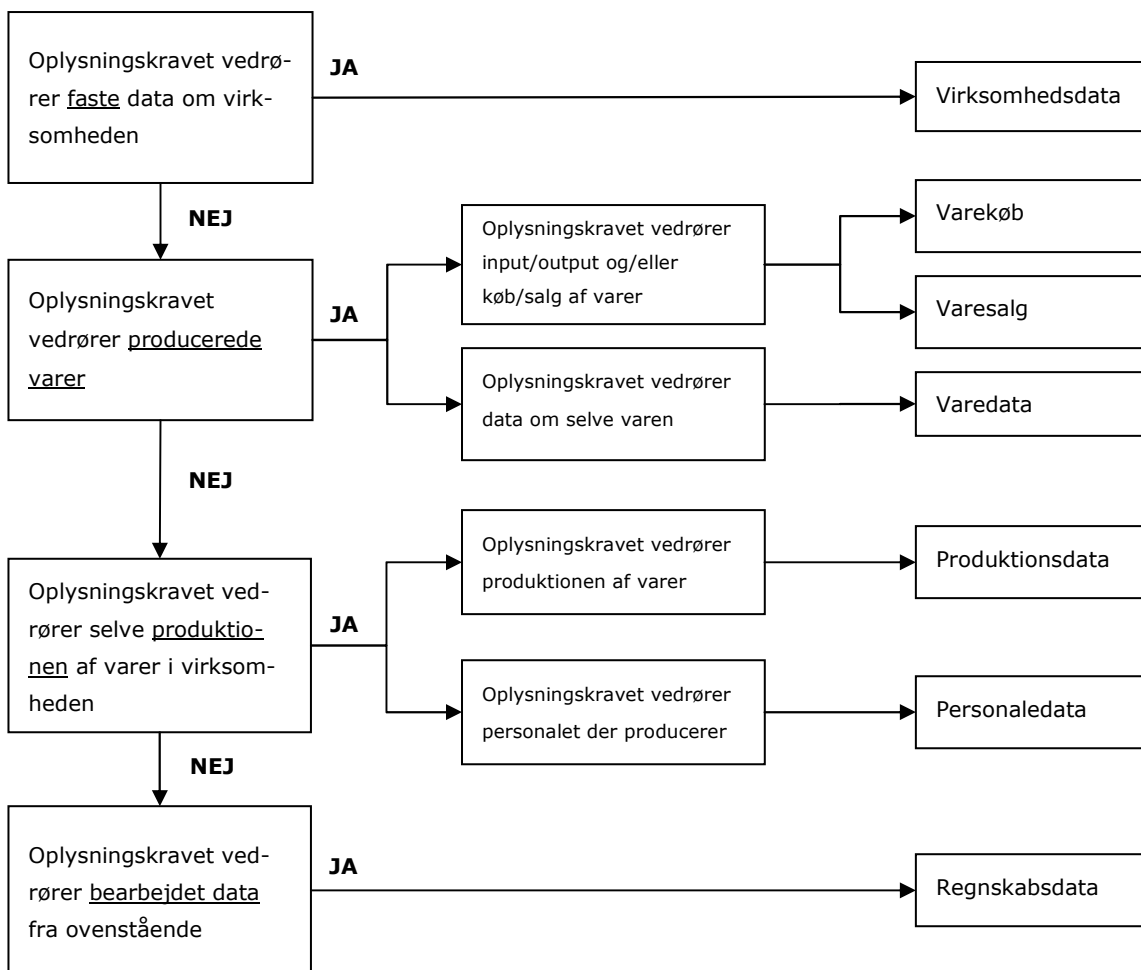 Oplysningskravet vedrø-
rer faste data om virk-
somheden
JA
Virksomhedsdata
NEJ
Oplysningskravet
vedrører producerede
varer
JA
Oplysningskravet vedrører
input/output og/eller
køb/salg af varer
Varekøb
Varesalg
Oplysningskravet vedrører
data om selve varen
Varedata
NEJ
Oplysningskravet ved-
rører selve produktio-
nen af varer i virksom-
heden
JA
Oplysningskravet vedrører
produktionen af varer
Produktionsdata
Oplysningskravet vedrører
personalet der producerer
Personaledata
NEJ
Oplysningskravet ved-
rører bearbejdet data
fra ovenstående
JA
Regnskabsdata